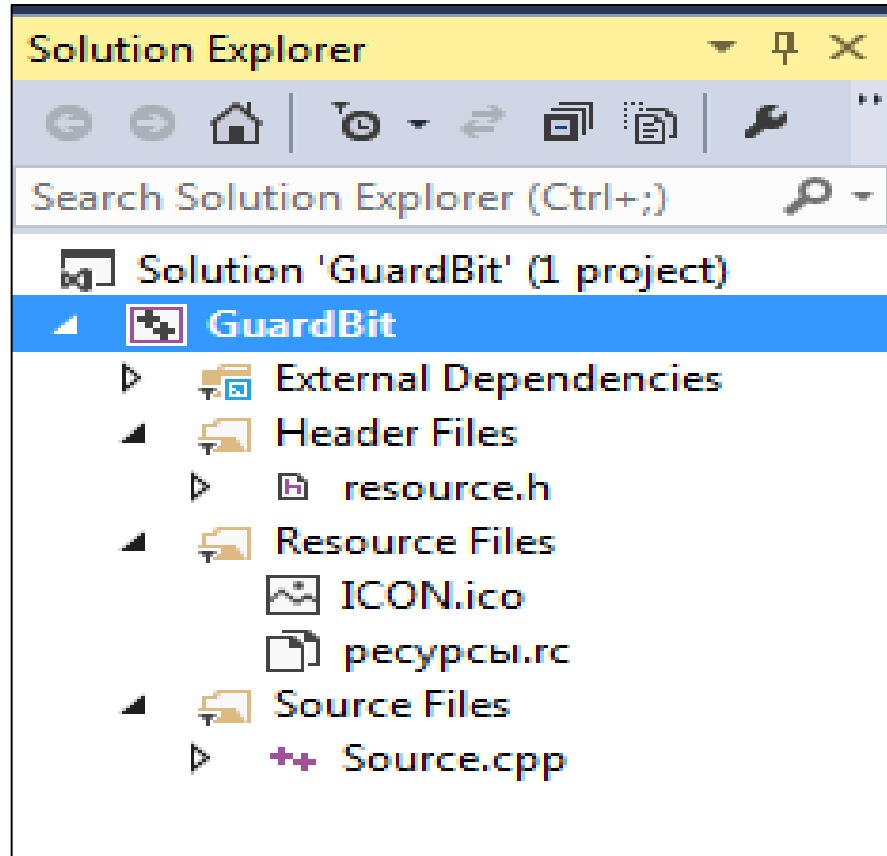 Solution Explorer
Search Solution Explorer (Ctrl+;)
Solution 'GuardBit' (1 project)
GuardBit
External Dependencies
Header Files
resource.h
Resource Files
ICON.ico
ресурсы.rc
Source Files
Source.cpp